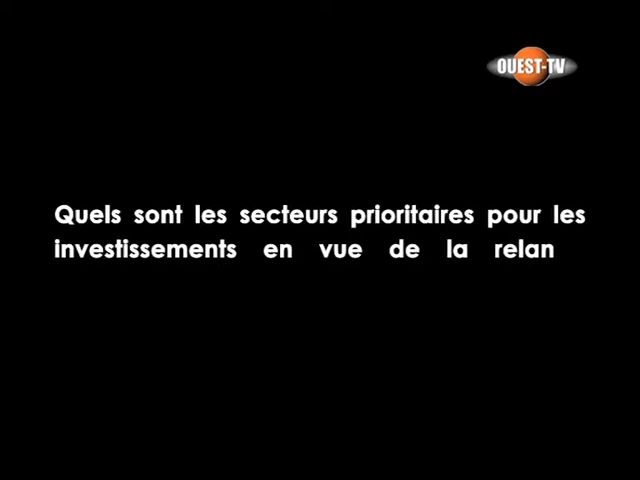 OUEST-TV
Quels sont les secteurs prioritaires pour les
investissements en vue de la relan